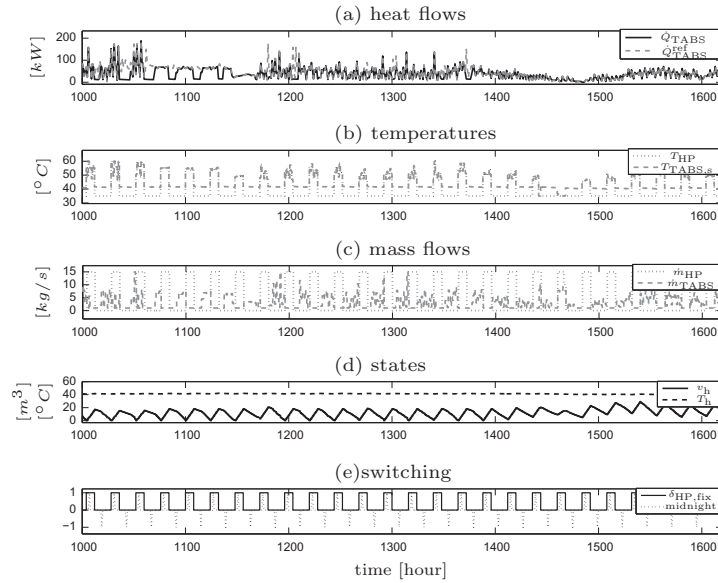 (a) heat flows
[kW]
200
100
0
Q̇TABS
Q̇TABS^ref
1000 1100 1200 1300 1400 1500 1600
(b) temperatures
[°C]
60
50
40
30
THP
TTABS,s
1000 1100 1200 1300 1400 1500 1600
(c) mass flows
[kg/s]
15
10
5
0
ṁHP
ṁTABS
1000 1100 1200 1300 1400 1500 1600
(d) states
[m³]
[°C]
60
40
20
0
vh
Th
1000 1100 1200 1300 1400 1500 1600
(e)switching
1
0
−1
δHP,fix
midnight
1000 1100 1200 1300 1400 1500 1600
time [hour]